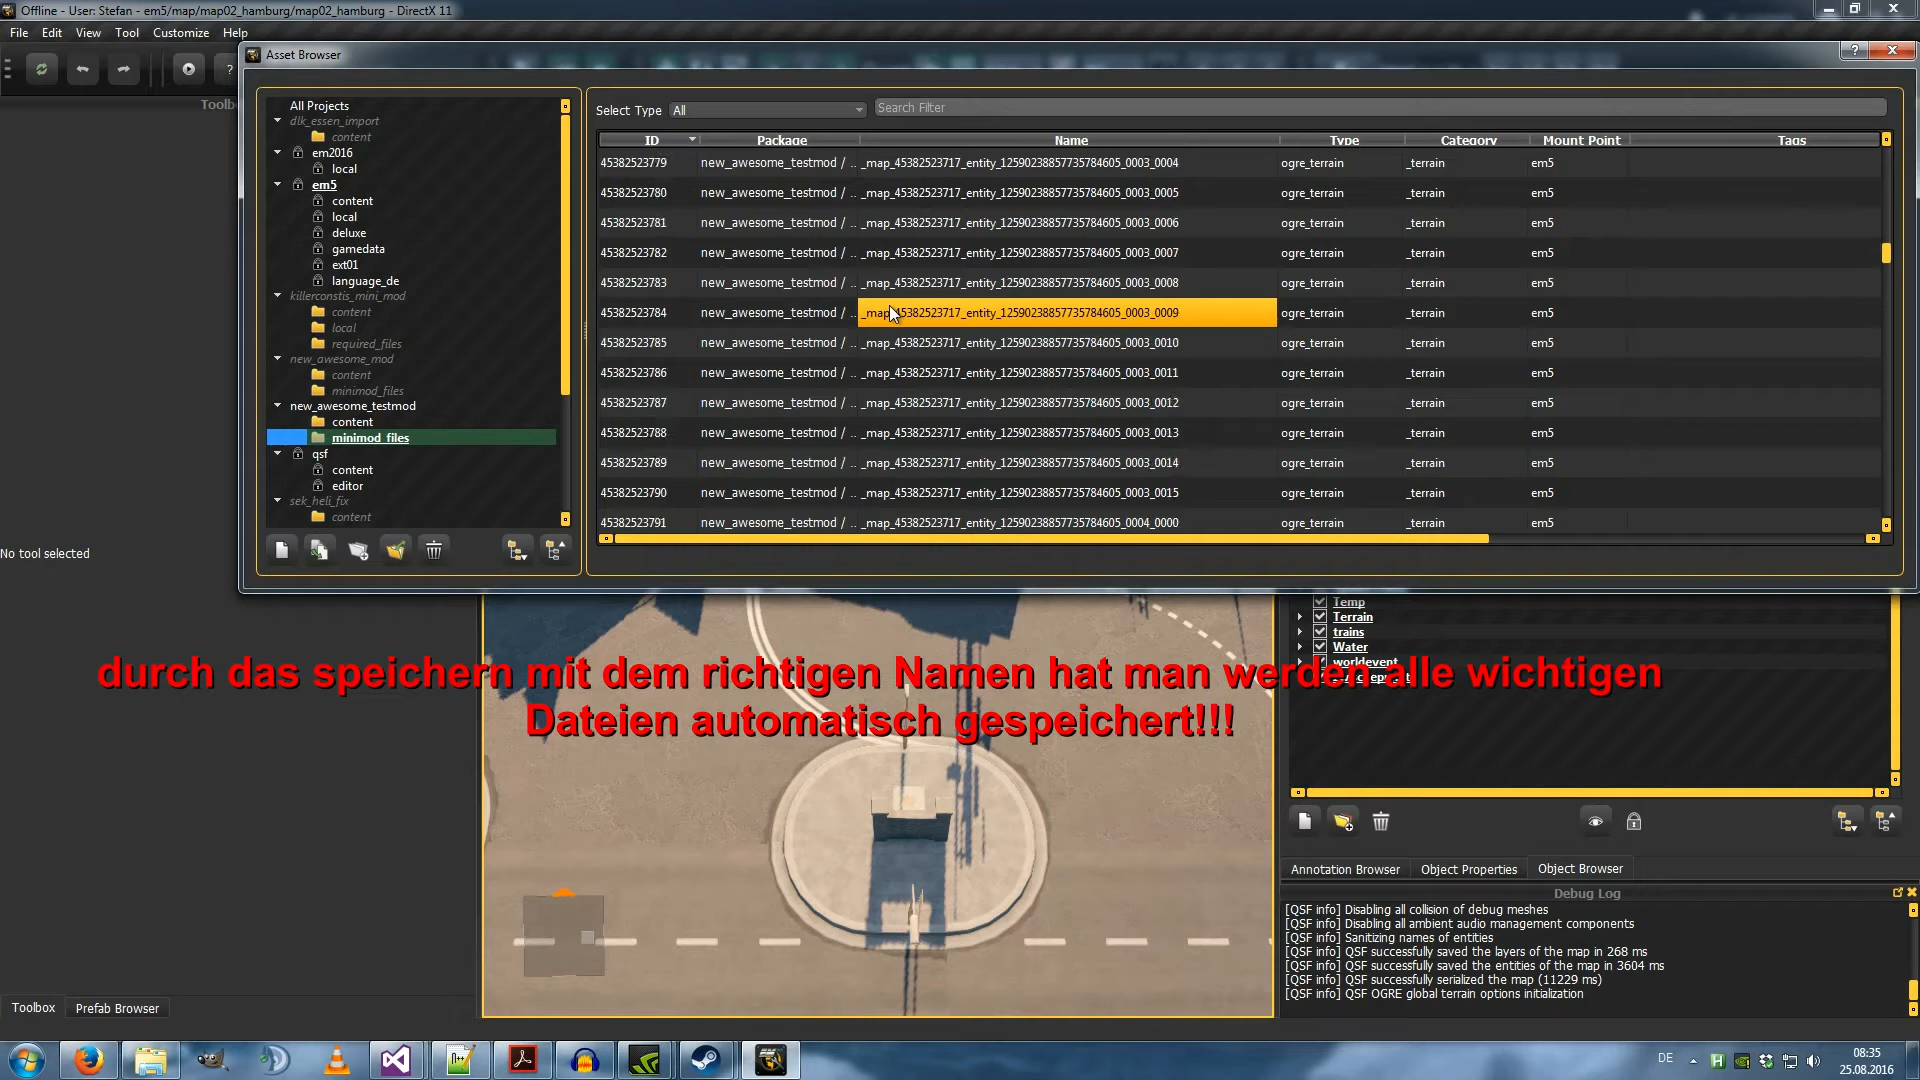 Offline - User: Stefan - em5/map/map02_hamburg/map02_hamburg - DirectX 11
File Edit View Tool Customize Help
Asset Browser
All Projects
dlk_essen_import
content
em2016
local
em5
content
local
deluxe
gamedata
ext01
language_de
killerconstis_mini_mod
content
local
required_files
new_awesome_mod
content
minimod_files
new_awesome_testmod
content
minimod_files
qsf
content
editor
sek_heli_fix
content
Select Type All Search Filter
ID Package Name Type Category Mount Point Tags
45382523779 new_awesome_testmod / .. _map_45382523717_entity_12590238857735784605_0003_0004 ogre_terrain _terrain em5
45382523780 new_awesome_testmod / .. _map_45382523717_entity_12590238857735784605_0003_0005 ogre_terrain _terrain em5
45382523781 new_awesome_testmod / .. _map_45382523717_entity_12590238857735784605_0003_0006 ogre_terrain _terrain em5
45382523782 new_awesome_testmod / .. _map_45382523717_entity_12590238857735784605_0003_0007 ogre_terrain _terrain em5
45382523783 new_awesome_testmod / .. _map_45382523717_entity_12590238857735784605_0003_0008 ogre_terrain _terrain em5
45382523784 new_awesome_testmod / .. _map_45382523717_entity_12590238857735784605_0003_0009 ogre_terrain _terrain em5
45382523785 new_awesome_testmod / .. _map_45382523717_entity_12590238857735784605_0003_0010 ogre_terrain _terrain em5
45382523786 new_awesome_testmod / .. _map_45382523717_entity_12590238857735784605_0003_0011 ogre_terrain _terrain em5
45382523787 new_awesome_testmod / .. _map_45382523717_entity_12590238857735784605_0003_0012 ogre_terrain _terrain em5
45382523788 new_awesome_testmod / .. _map_45382523717_entity_12590238857735784605_0003_0013 ogre_terrain _terrain em5
45382523789 new_awesome_testmod / .. _map_45382523717_entity_12590238857735784605_0003_0014 ogre_terrain _terrain em5
45382523790 new_awesome_testmod / .. _map_45382523717_entity_12590238857735784605_0003_0015 ogre_terrain _terrain em5
45382523791 new_awesome_testmod / .. _map_45382523717_entity_12590238857735784605_0004_0000 ogre_terrain _terrain em5
No tool selected
Temp
Terrain
trains
Water
worldevent
durch das speichern mit dem richtigen Namen hat man werden alle wichtigen
Dateien automatisch gespeichert!!!
Annotation Browser Object Properties Object Browser
Debug Log
[QSF info] Disabling all collision of debug meshes
[QSF info] Disabling all ambient audio management components
[QSF info] Sanitizing names of entities
[QSF info] QSF successfully saved the layers of the map in 268 ms
[QSF info] QSF successfully saved the entities of the map in 3604 ms
[QSF info] QSF successfully serialized the map (11229 ms)
[QSF info] QSF OGRE global terrain options initialization
Toolbox Prefab Browser
DE
08:35
25.08.2016